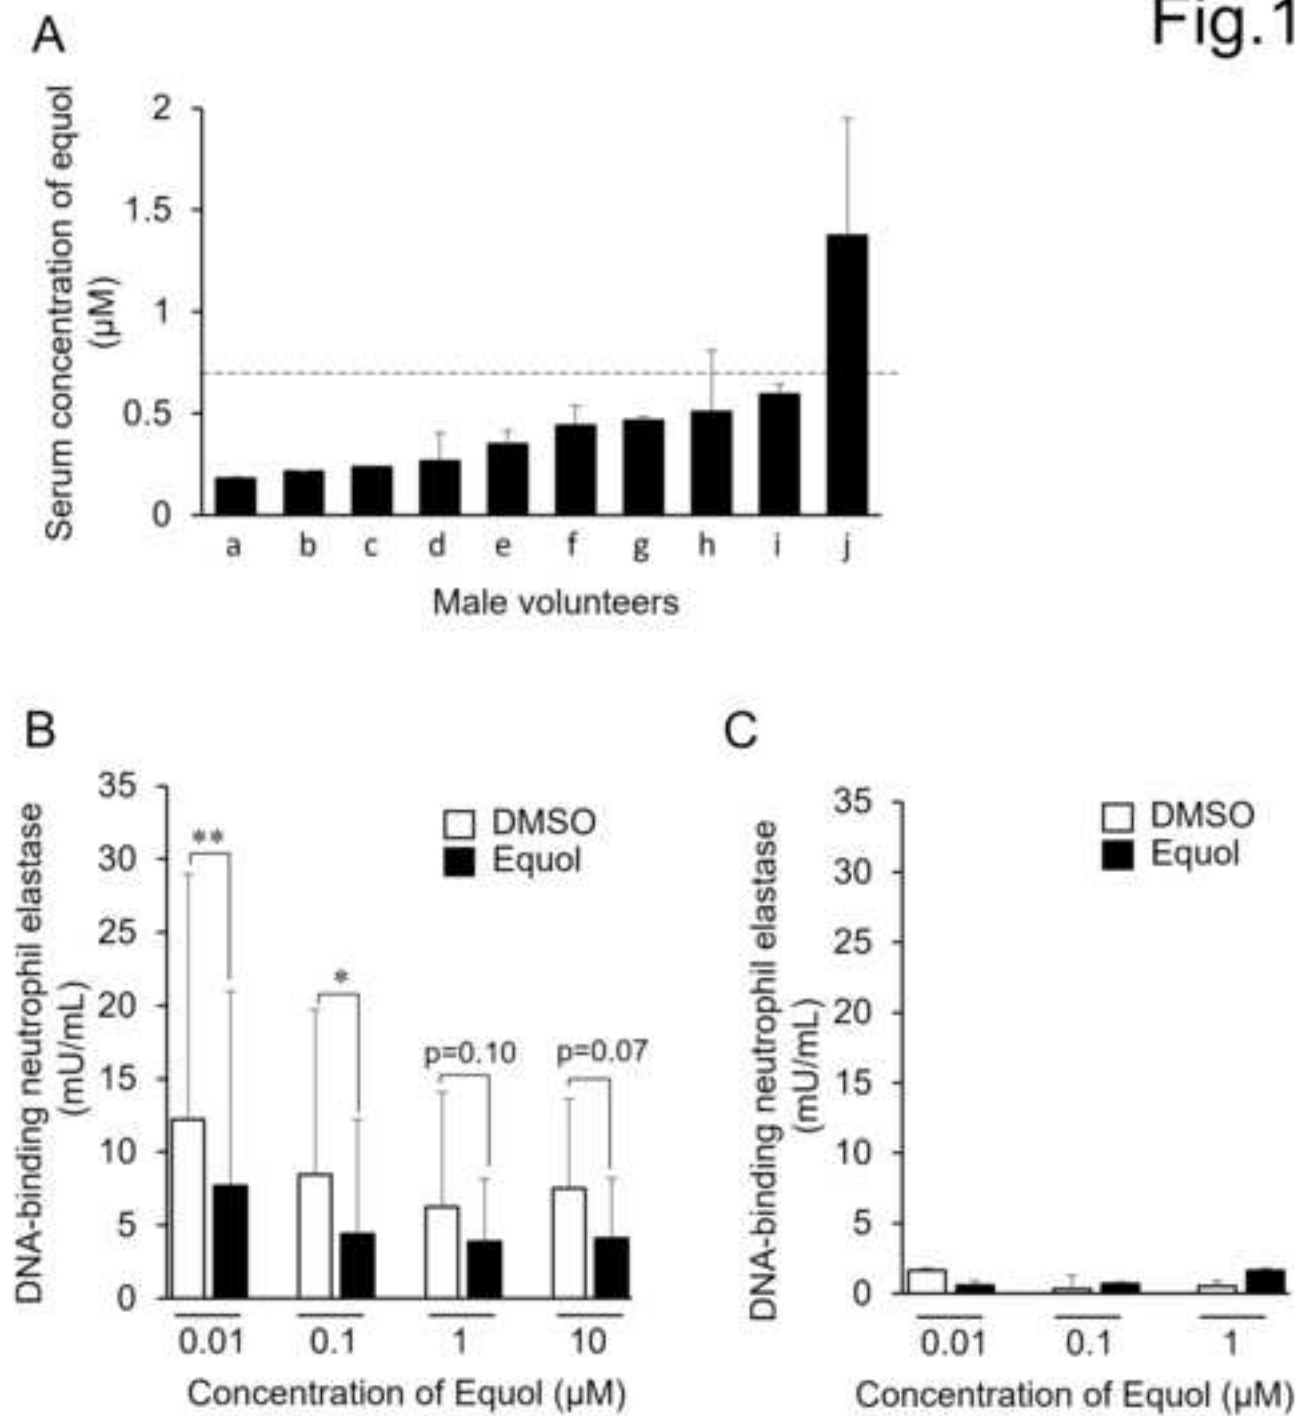 Fig.1
A
Serum concentration of equol
(µM)
2
1.5
1
0.5
0
a b c d e f g h i j
Male volunteers
B
DNA-binding neutrophil elastase
(mU/mL)
35
30
25
20
15
10
5
0
DMSO
Equol
**
*
p=0.10
p=0.07
0.01 0.1 1 10
Concentration of Equol (µM)
C
DNA-binding neutrophil elastase
(mU/mL)
35
30
25
20
15
10
5
0
DMSO
Equol
0.01 0.1 1
Concentration of Equol (µM)